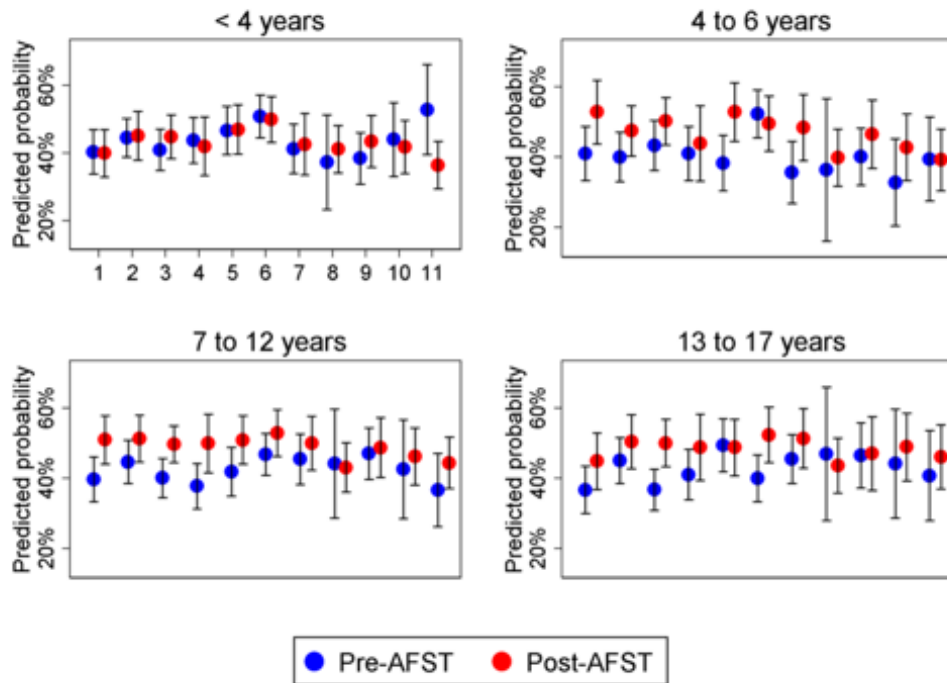 < 4 years
Predicted probability
60%
40%
20%
1 2 3 4 5 6 7 8 9 10 11
4 to 6 years
Predicted probability
60%
40%
20%
7 to 12 years
Predicted probability
60%
40%
20%
13 to 17 years
Predicted probability
60%
40%
20%
Pre-AFST Post-AFST